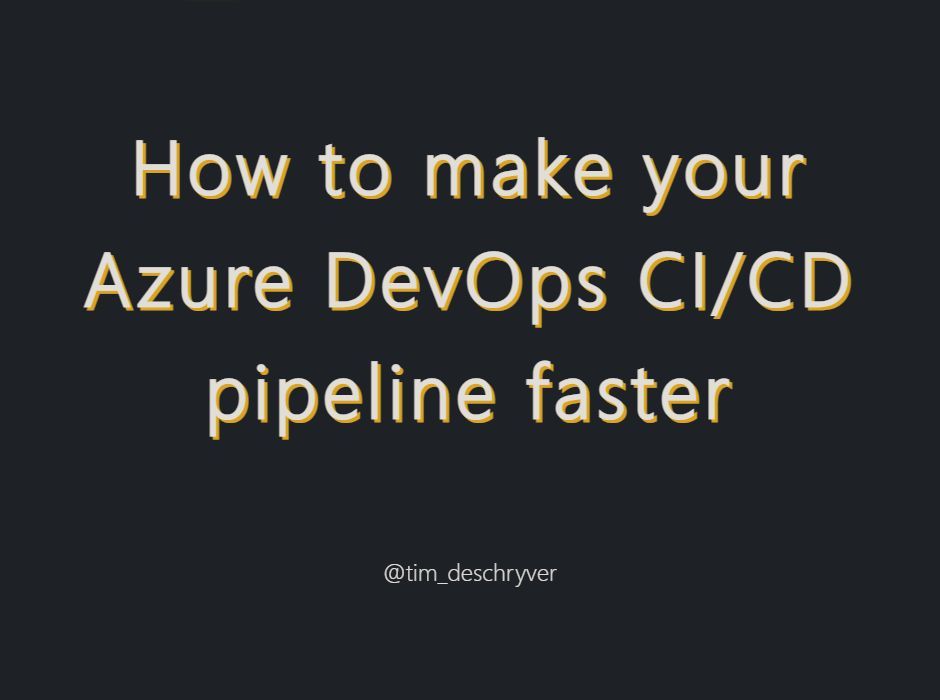 How to make your
Azure DevOps CI/CD
pipeline faster
@tim_deschryver